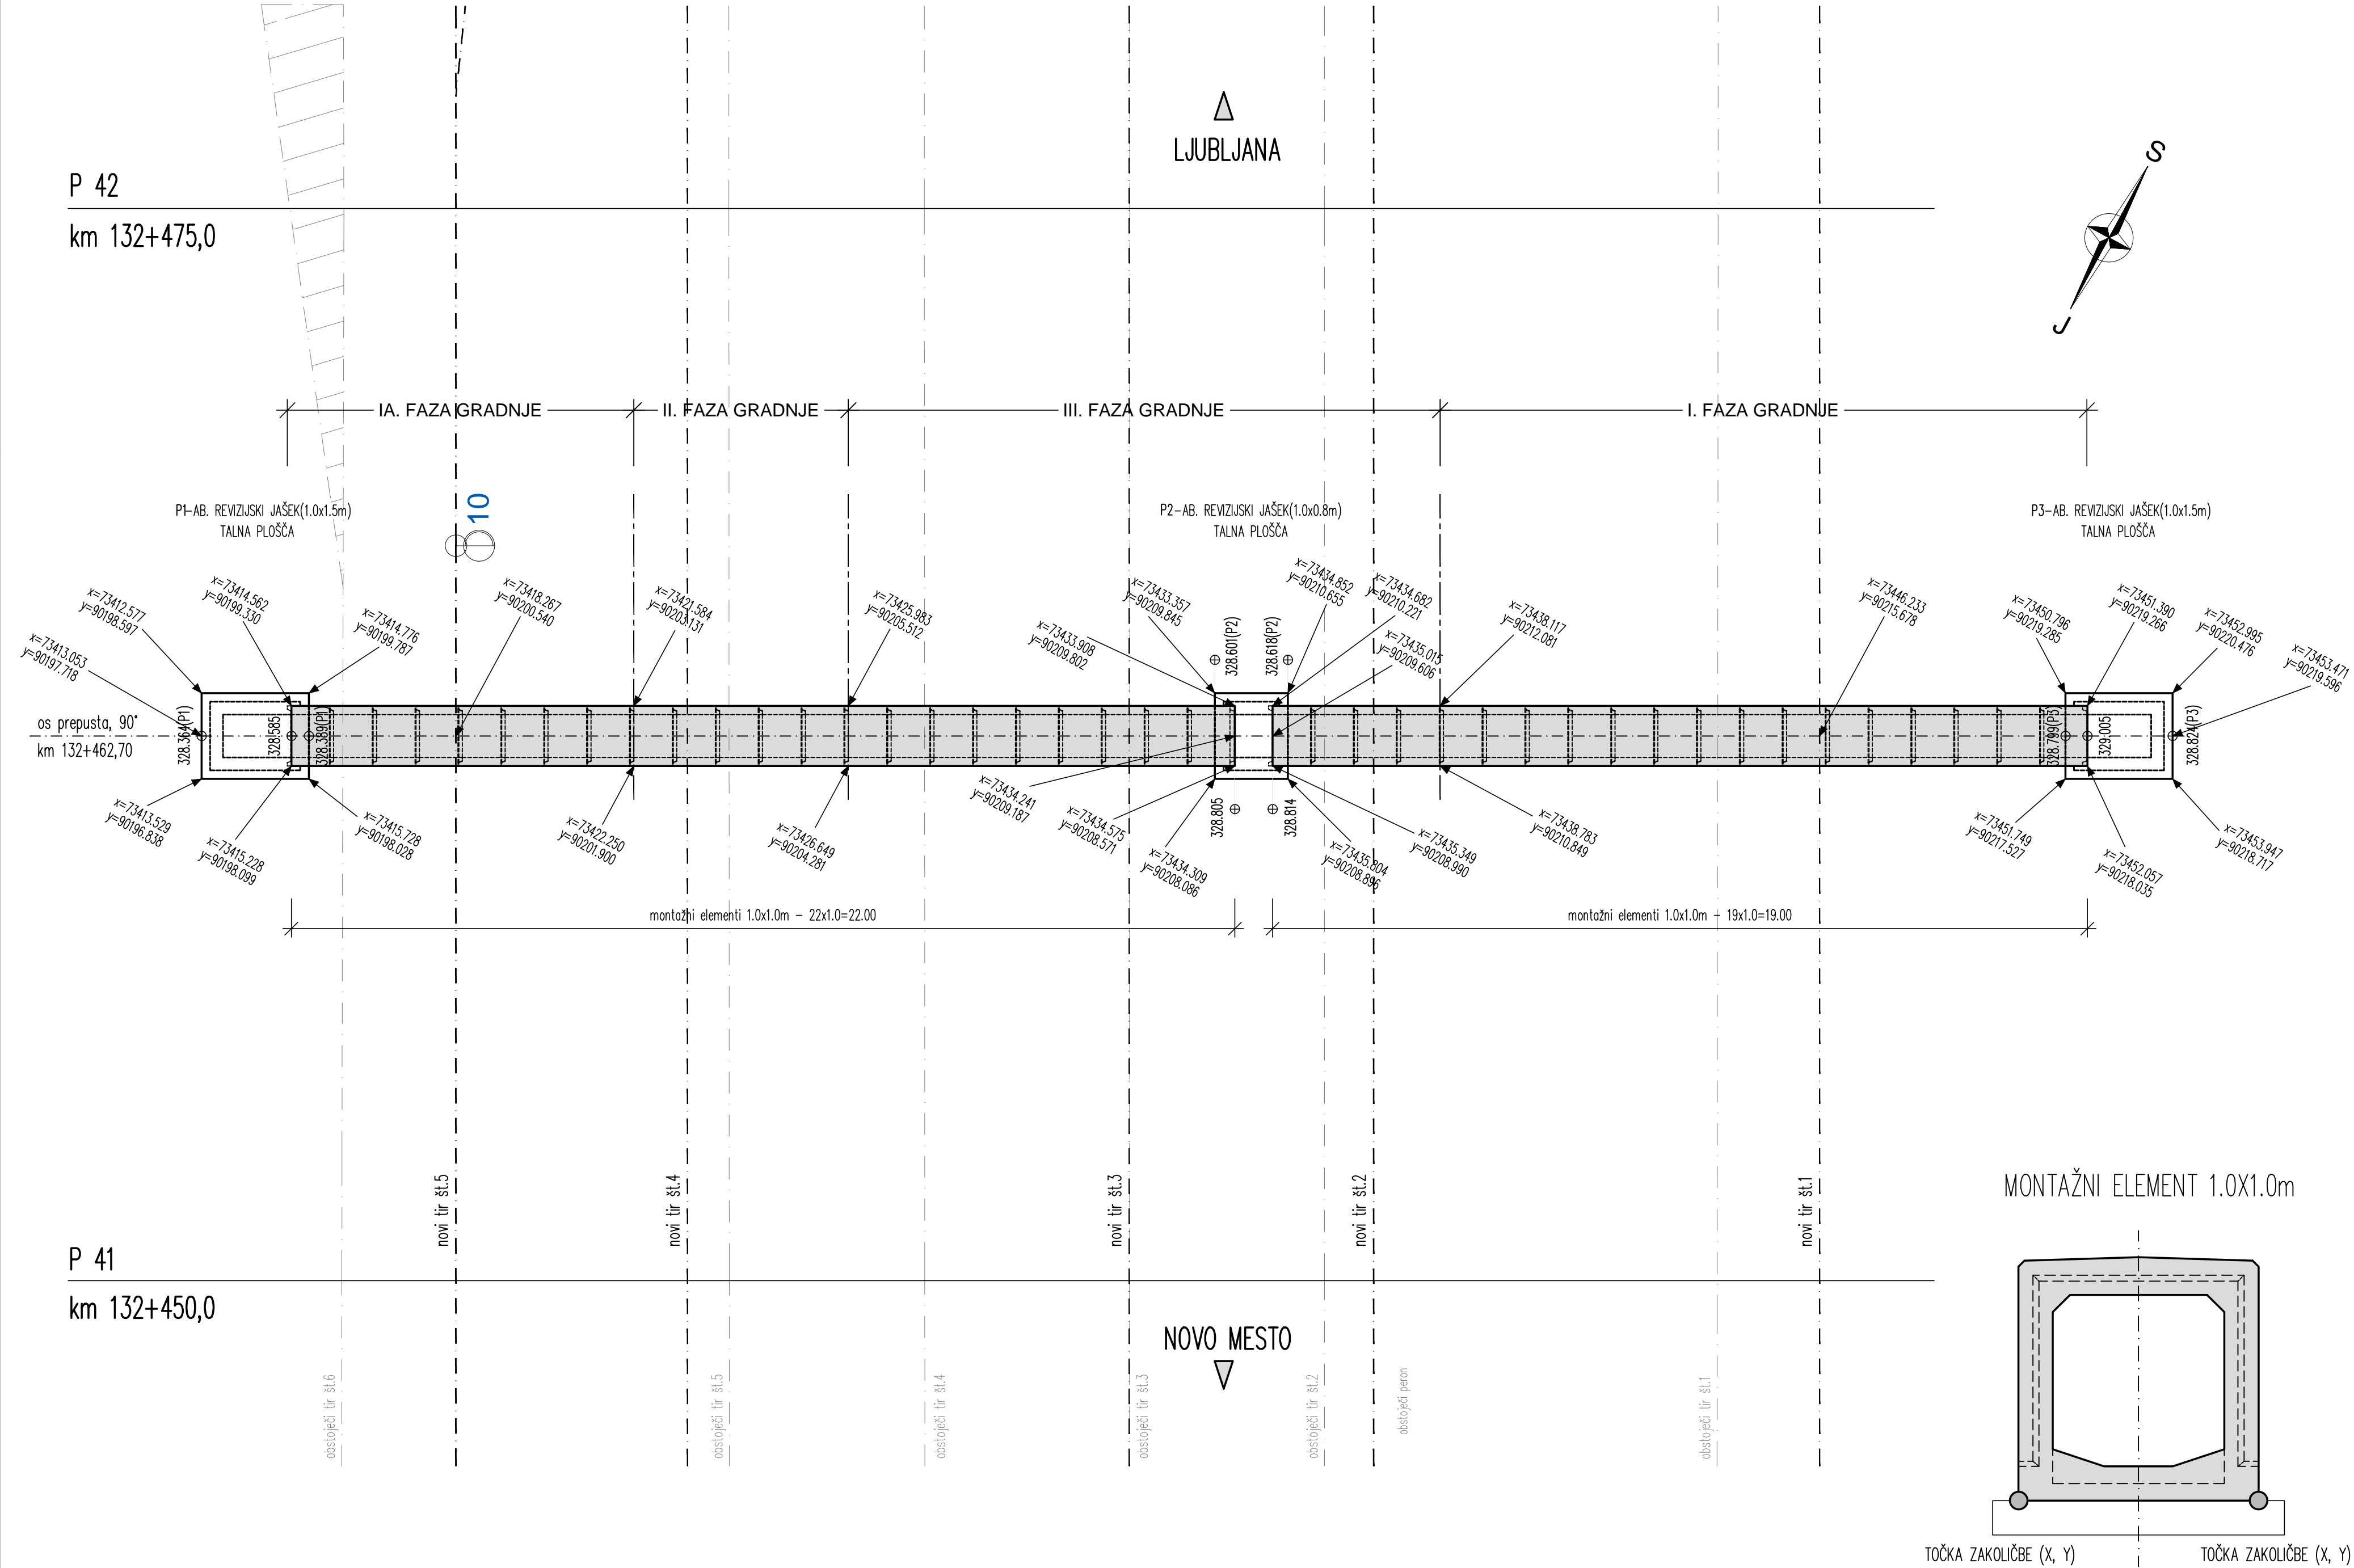 LJUBLJANA
S
J
P 42
km 132+475,0
IA. FAZA GRADNJE
II. FAZA GRADNJE
III. FAZA GRADNJE
I. FAZA GRADNJE
10
P1-AB. REVIZIJSKI JAŠEK(1.0x1.5m)
TALNA PLOŠČA
P2-AB. REVIZIJSKI JAŠEK(1.0x0.8m)
TALNA PLOŠČA
P3-AB. REVIZIJSKI JAŠEK(1.0x1.5m)
TALNA PLOŠČA
x=73413.053
y=90197.718
x=73412.577
y=90198.597
x=73414.562
y=90199.330
x=73414.776
y=90199.787
x=73418.267
y=90200.540
x=73421.584
y=90203.131
x=73425.983
y=90205.512
x=73433.908
y=90209.802
x=73433.357
y=90209.845
x=73434.852
y=90210.655
x=73434.682
y=90210.221
x=73435.015
y=90209.606
x=73438.117
y=90212.081
x=73446.233
y=90215.678
x=73450.796
y=90219.285
x=73451.390
y=90219.266
x=73452.995
y=90220.476
x=73453.471
y=90219.596
328.601(P2)
328.618(P2)
os prepusta, 90°
km 132+462,70
328.364(P1)
328.585
328.389(P1)
328.799(P3)
329.005
328.824(P3)
x=73413.529
y=90196.838
x=73415.228
y=90198.099
x=73415.728
y=90198.028
x=73422.250
y=90201.900
x=73426.649
y=90204.281
x=73434.241
y=90209.187
x=73434.575
y=90208.571
x=73434.309
y=90208.086
328.805
328.814
x=73435.804
y=90208.896
x=73435.349
y=90208.990
x=73438.783
y=90210.849
x=73451.749
y=90217.527
x=73452.057
y=90218.035
x=73453.947
y=90218.717
montažni elementi 1.0x1.0m – 22x1.0=22.00
montažni elementi 1.0x1.0m – 19x1.0=19.00
novi tir št.5
novi tir št.4
novi tir št.3
novi tir št.2
novi tir št.1
P 41
km 132+450,0
NOVO MESTO
obstoječi tir št.6
obstoječi tir št.5
obstoječi tir št.4
obstoječi tir št.3
obstoječi tir št.2
obstoječi peron
obstoječi tir št.1
MONTAŽNI ELEMENT 1.0X1.0m
TOČKA ZAKOLIČBE (X, Y)
TOČKA ZAKOLIČBE (X, Y)